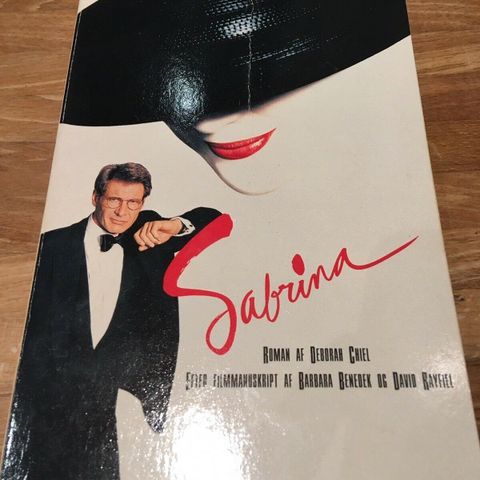 Sabrina
ROMAN AF DEBORAH CHIEL
EFTER FILMMANUSKRIPT AF BARBARA BENEDEK OG DAVID RAYFIEL